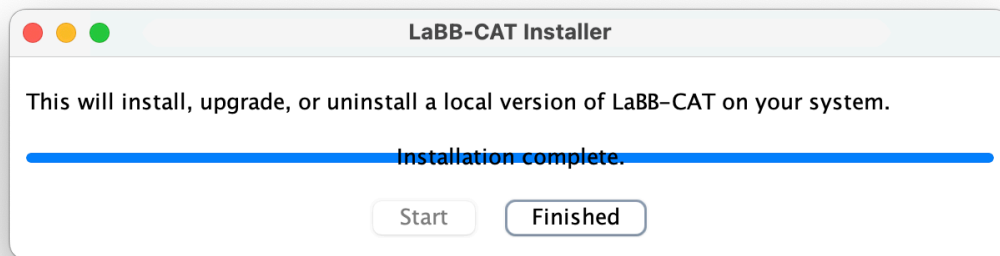 LaBB-CAT Installer
This will install, upgrade, or uninstall a local version of LaBB-CAT on your system.
Installation complete.
Start Finished